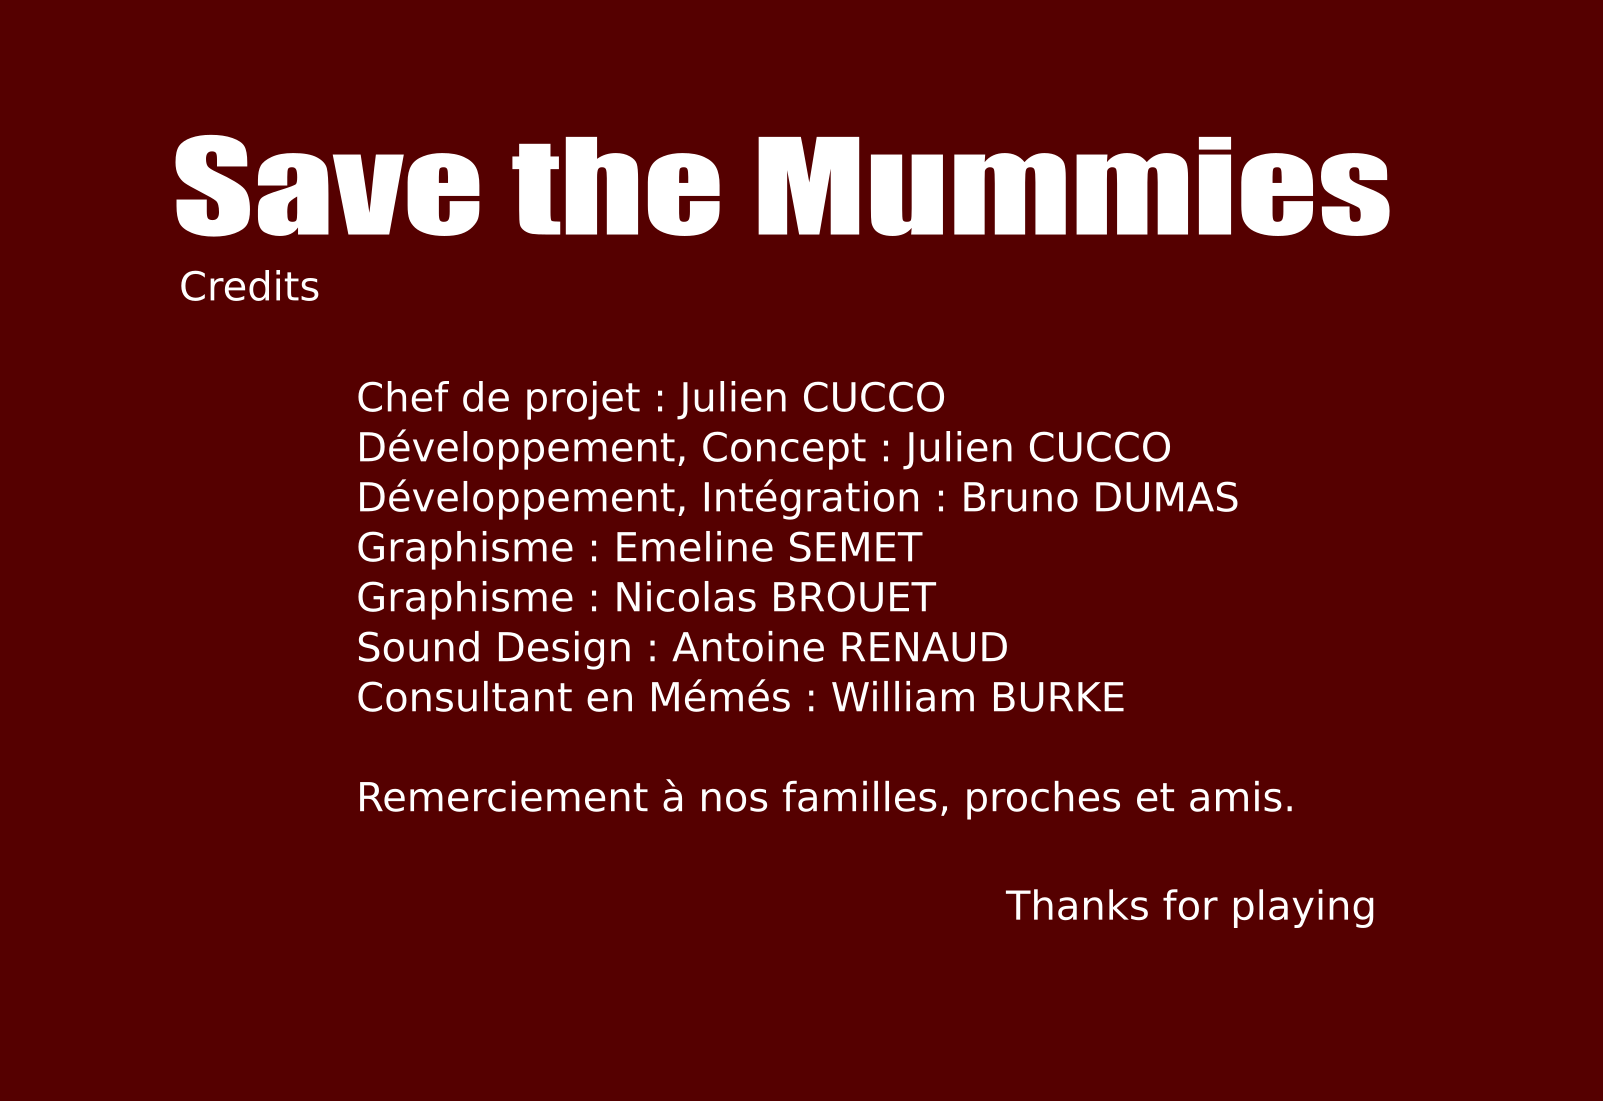 Save the Mummies
Credits
Chef de projet : Julien CUCCO
Développement, Concept : Julien CUCCO
Développement, Intégration : Bruno DUMAS
Graphisme : Emeline SEMET
Graphisme : Nicolas BROUET
Sound Design : Antoine RENAUD
Consultant en Mémés : William BURKE
Remerciement à nos familles, proches et amis.
Thanks for playing